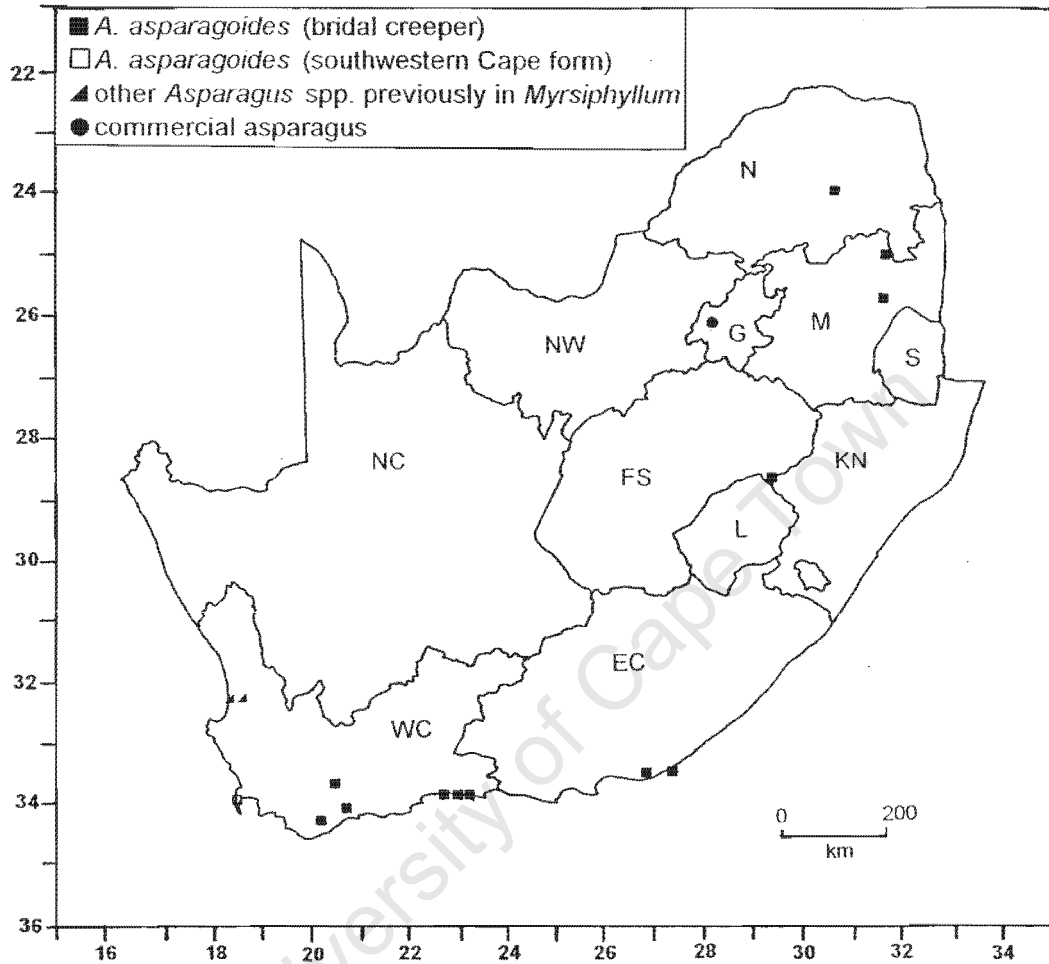 A. asparagoides (bridal creeper)
A. asparagoides (southwestern Cape form)
other Asparagus spp. previously in Myrsiphyllum
commercial asparagus
22
24
26
28
30
32
34
36
N
M
G
NW
S
NC
FS
KN
L
EC
WC
0 200
km
15 16 18 20 22 24 26 28 30 32 34
University of Cape Town